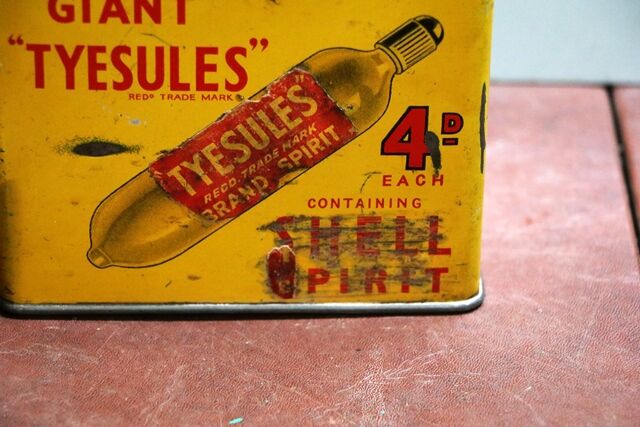 GIANT
"TYESULES"
REGD TRADE MARK
"TYESULES"
REGD. TRADE MARK
BRAND SPIRIT
4D
EACH
CONTAINING
SHELL
SPIRIT